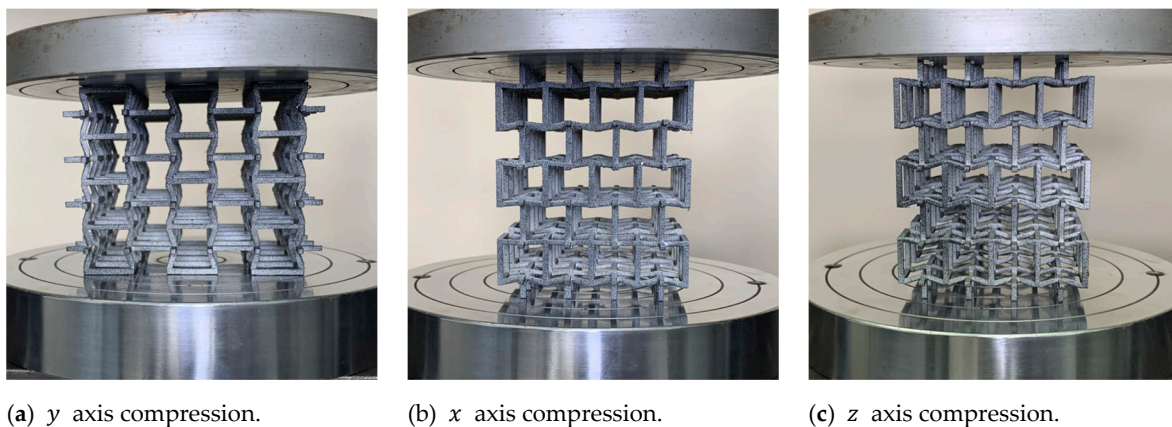 (a) y axis compression.
(b) x axis compression.
(c) z axis compression.